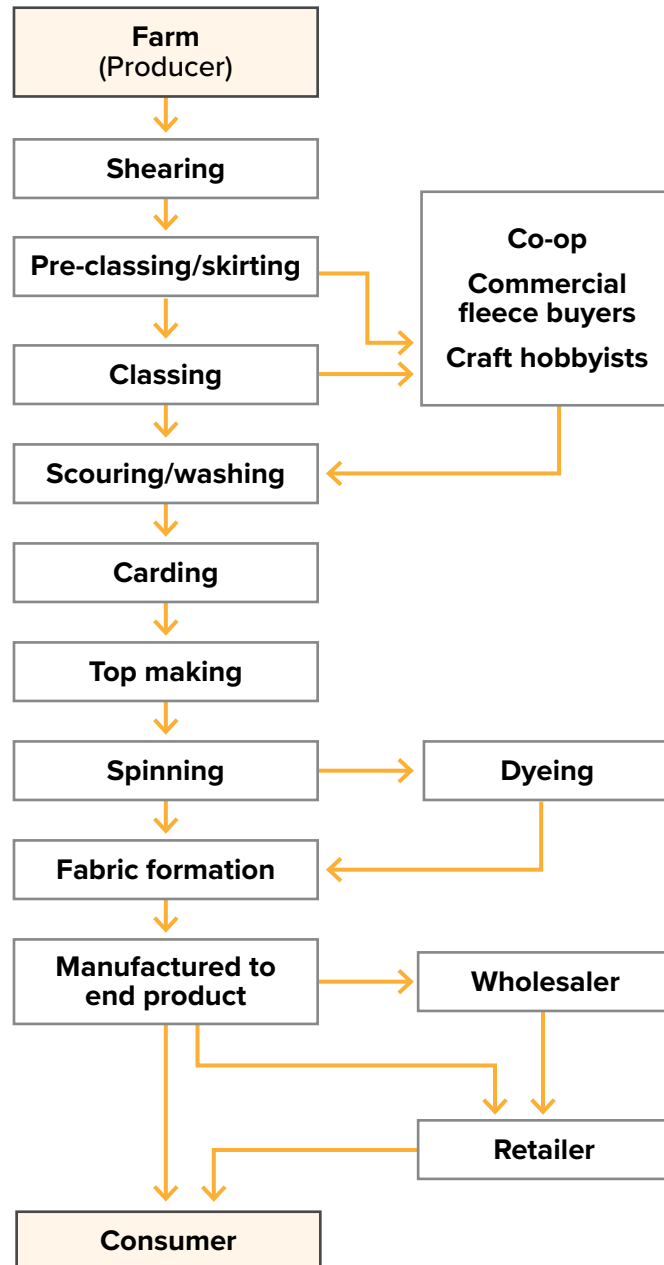 Farm
(Producer)
Shearing
Pre-classing/skirting
Co-op
Commercial
fleece buyers
Craft hobbyists
Classing
Scouring/washing
Carding
Top making
Spinning
Dyeing
Fabric formation
Manufactured to
end product
Wholesaler
Retailer
Consumer